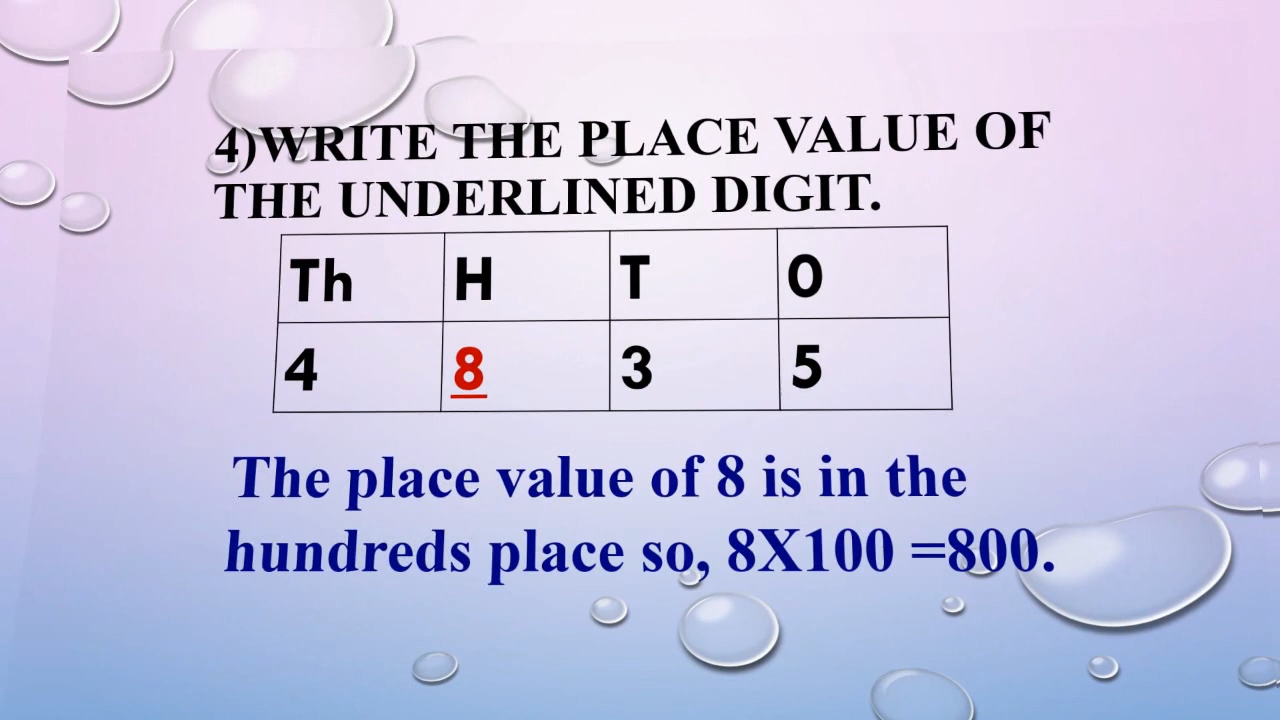 4)WRITE THE PLACE VALUE OF
THE UNDERLINED DIGIT.
Th H T O
4 8 3 5
The place value of 8 is in the
hundreds place so, 8X100 =800.